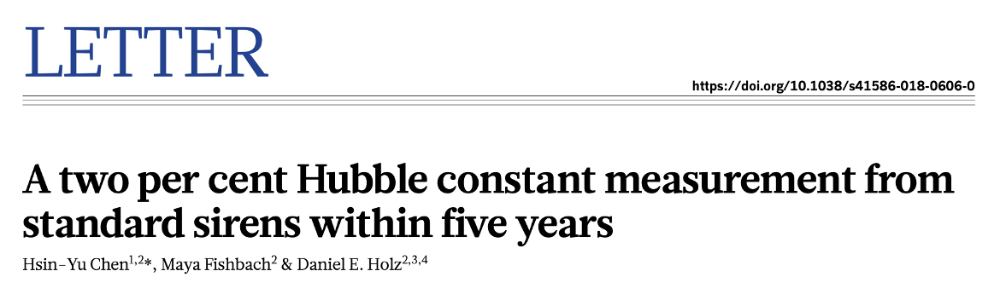 LETTER
https://doi.org/10.1038/s41586-018-0606-0
A two per cent Hubble constant measurement from
standard sirens within five years
Hsin-Yu Chen1,2*, Maya Fishbach2 & Daniel E. Holz2,3,4